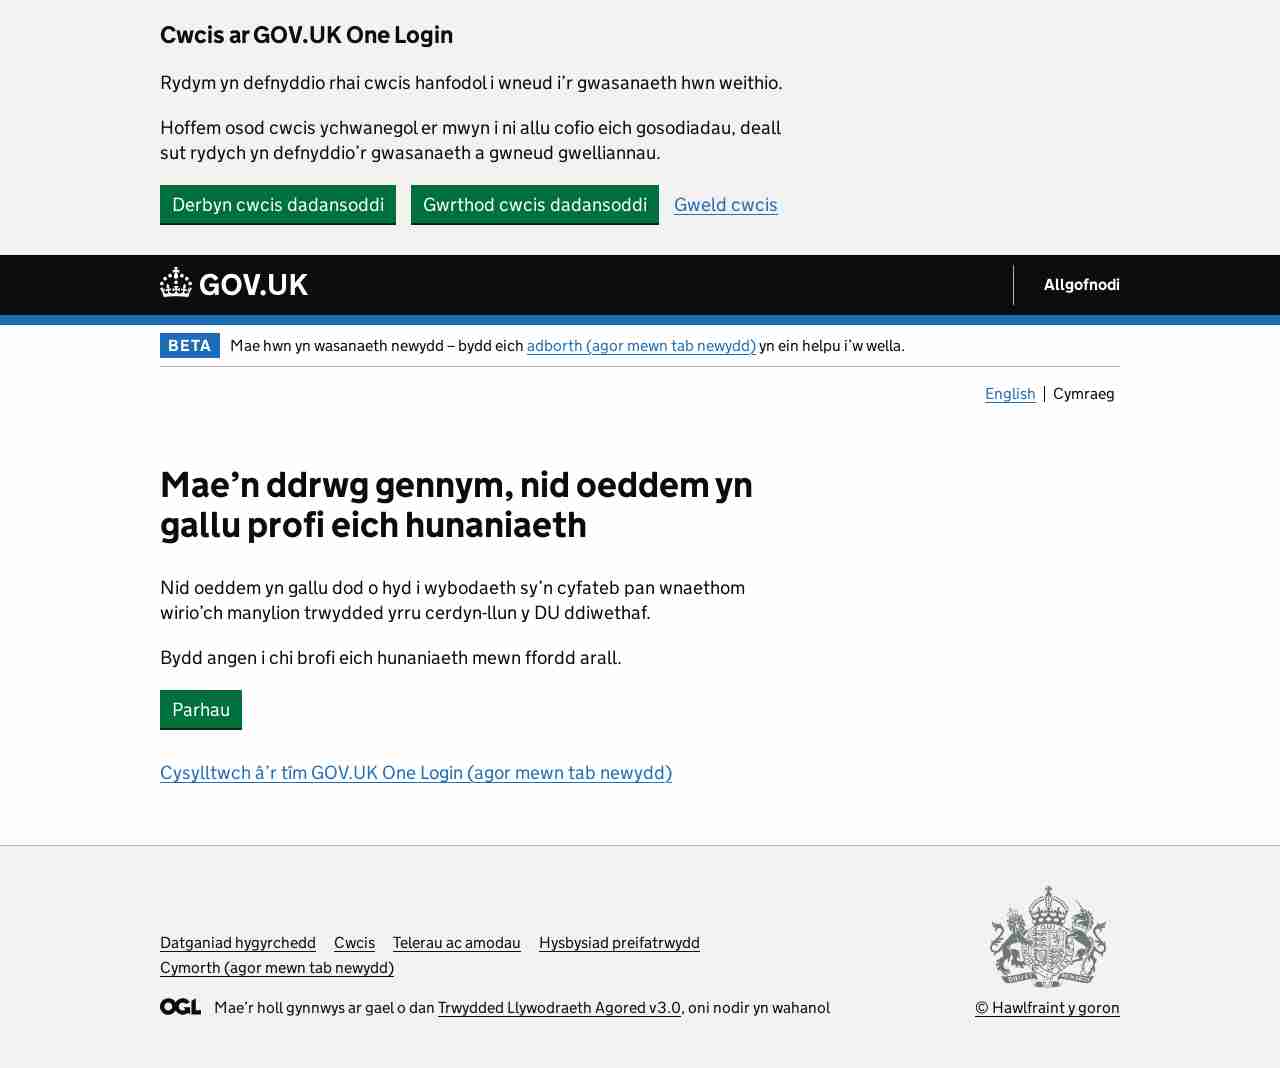 Cwcis ar GOV.UK One Login
Rydym yn defnyddio rhai cwcis hanfodol i wneud i’r gwasanaeth hwn weithio.
Hoffem osod cwcis ychwanegol er mwyn i ni allu cofio eich gosodiadau, deall
sut rydych yn defnyddio’r gwasanaeth a gwneud gwelliannau.
Derbyn cwcis dadansoddi Gwrthod cwcis dadansoddi Gweld cwcis
GOV.UK Allgofnodi
BETA Mae hwn yn wasanaeth newydd – bydd eich adborth (agor mewn tab newydd) yn ein helpu i’w wella.
English | Cymraeg
Mae’n ddrwg gennym, nid oeddem yn
gallu profi eich hunaniaeth
Nid oeddem yn gallu dod o hyd i wybodaeth sy’n cyfateb pan wnaethom
wirio’ch manylion trwydded yrru cerdyn-llun y DU ddiwethaf.
Bydd angen i chi brofi eich hunaniaeth mewn ffordd arall.
Parhau
Cysylltwch â’r tîm GOV.UK One Login (agor mewn tab newydd)
Datganiad hygyrchedd Cwcis Telerau ac amodau Hysbysiad preifatrwydd
Cymorth (agor mewn tab newydd)
OGL Mae’r holl gynnwys ar gael o dan Trwydded Llywodraeth Agored v3.0, oni nodir yn wahanol
© Hawlfraint y goron